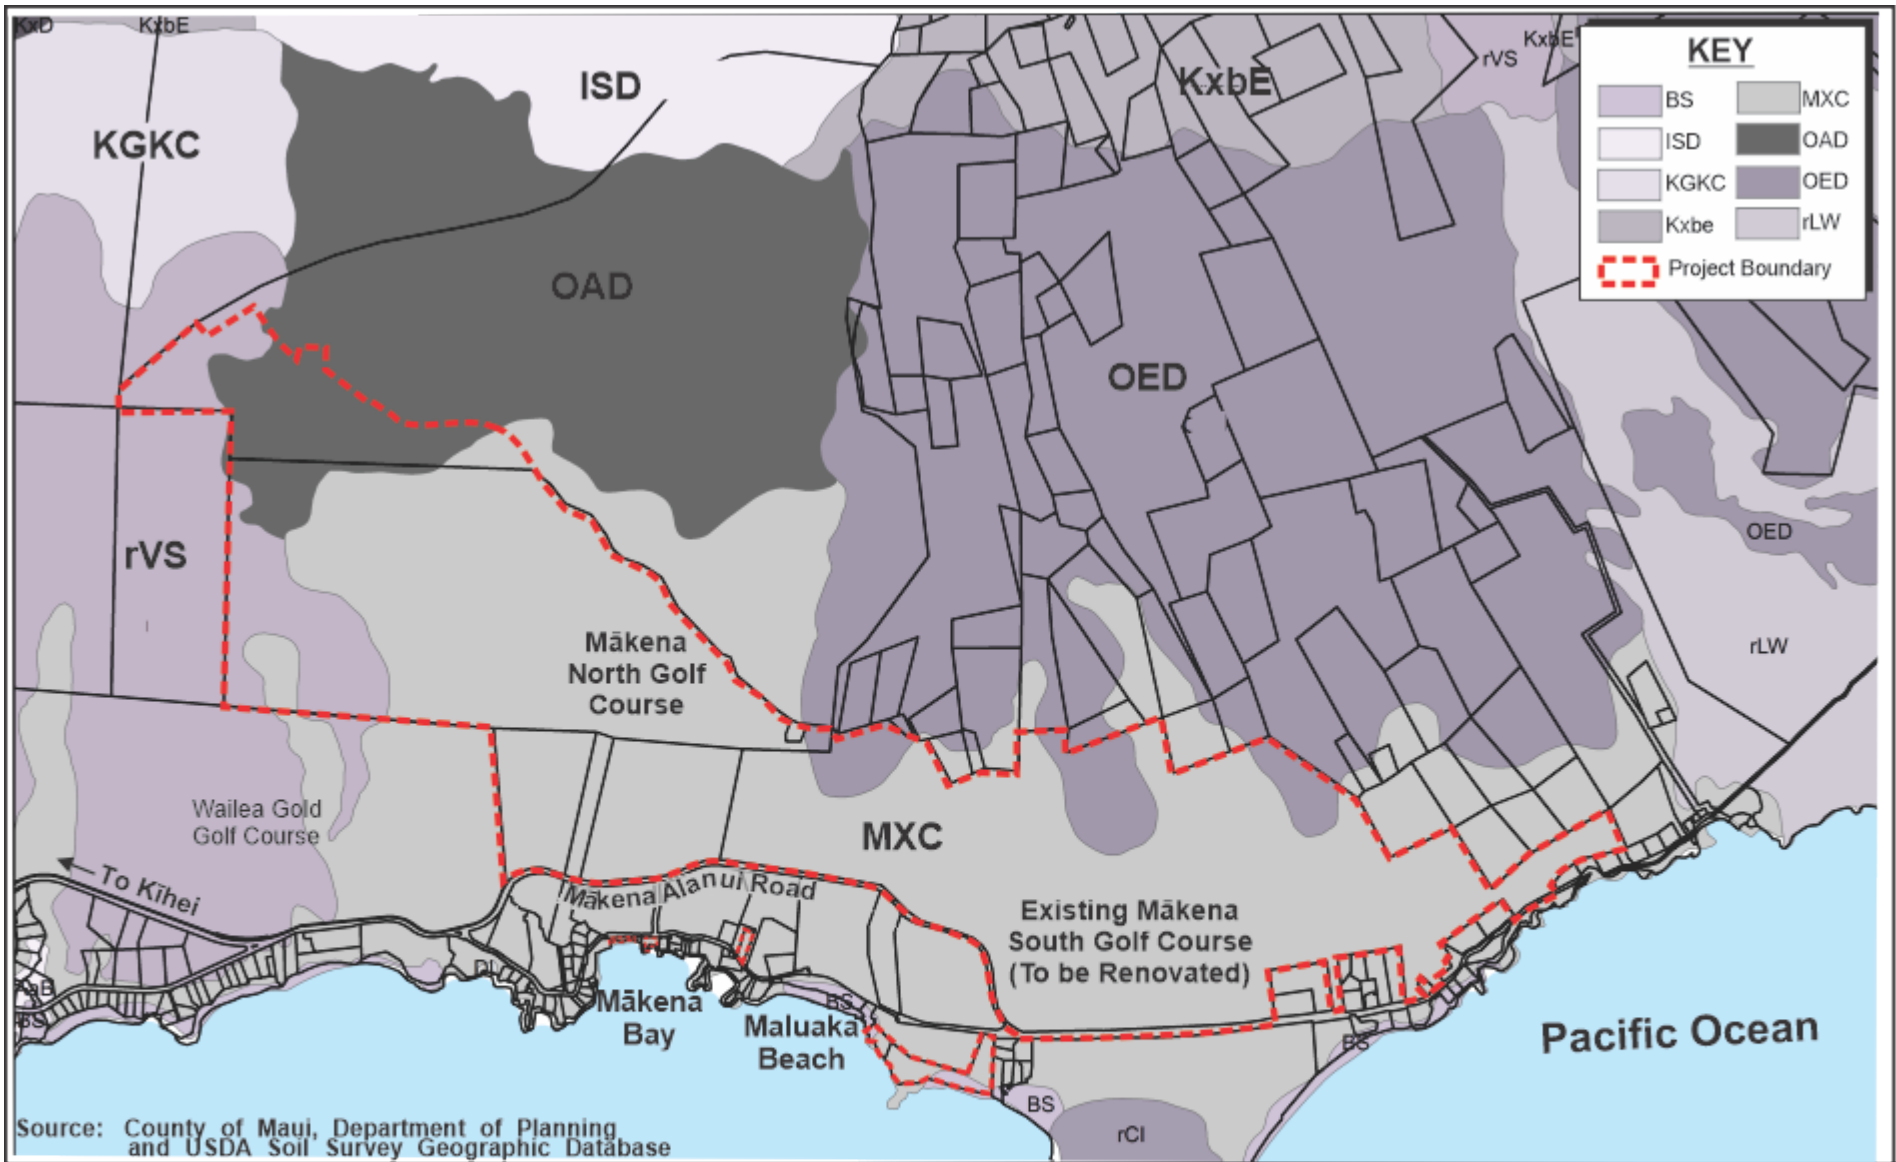 KxD
KxbE
ISD
KGKC
KxbE
rVS
KxbE
KEY
BS
MXC
ISD
OAD
KGKC
OED
Kxbe
rLW
Project Boundary
OAD
OED
OED
rVS
rLW
Mākena
North Golf
Course
Wailea Gold
Golf Course
MXC
To Kīhei
Mākena Alanui Road
Existing Mākena
South Golf Course
(To be Renovated)
BS
BS
Mākena
Bay
Maluaka
Beach
BS
BS
rCI
Pacific Ocean
Source: County of Maui, Department of Planning
and USDA Soil Survey Geographic Database